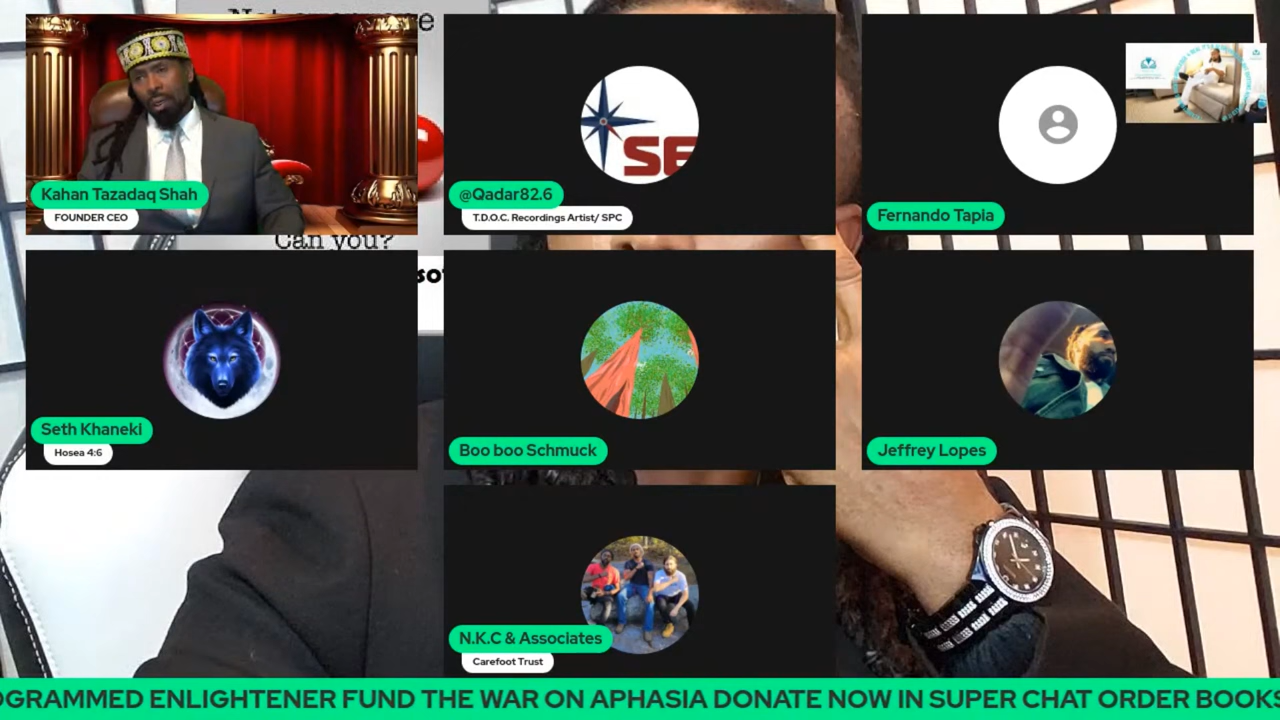 Kahan Tazadaq Shah
FOUNDER CEO
@Qadar82.6
T.D.O.C. Recordings Artist/ SPC
SE
Fernando Tapia
Can you?
Seth Khaneki
Hosea 4:6
Boo boo Schmuck
Jeffrey Lopes
N.K.C & Associates
Carefoot Trust
OGRAMMED ENLIGHTENER FUND THE WAR ON APHASIA DONATE NOW IN SUPER CHAT ORDER BOOKS